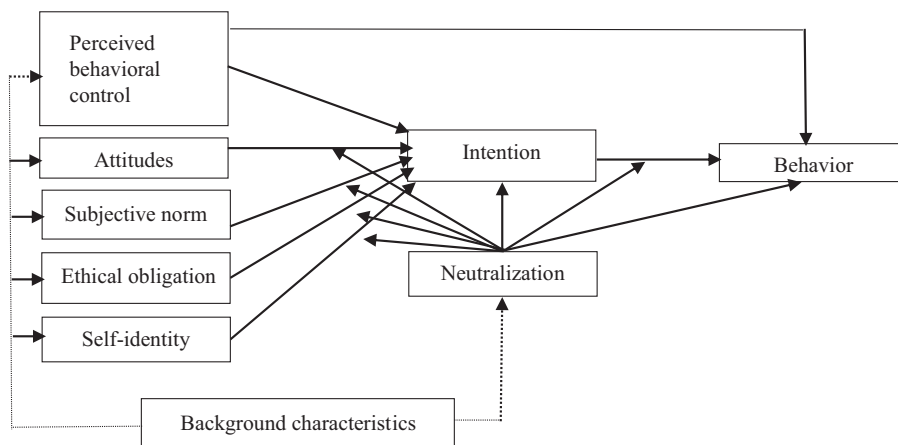 Perceived
behavioral
control
Attitudes
Intention
Behavior
Subjective norm
Ethical obligation
Neutralization
Self-identity
Background characteristics